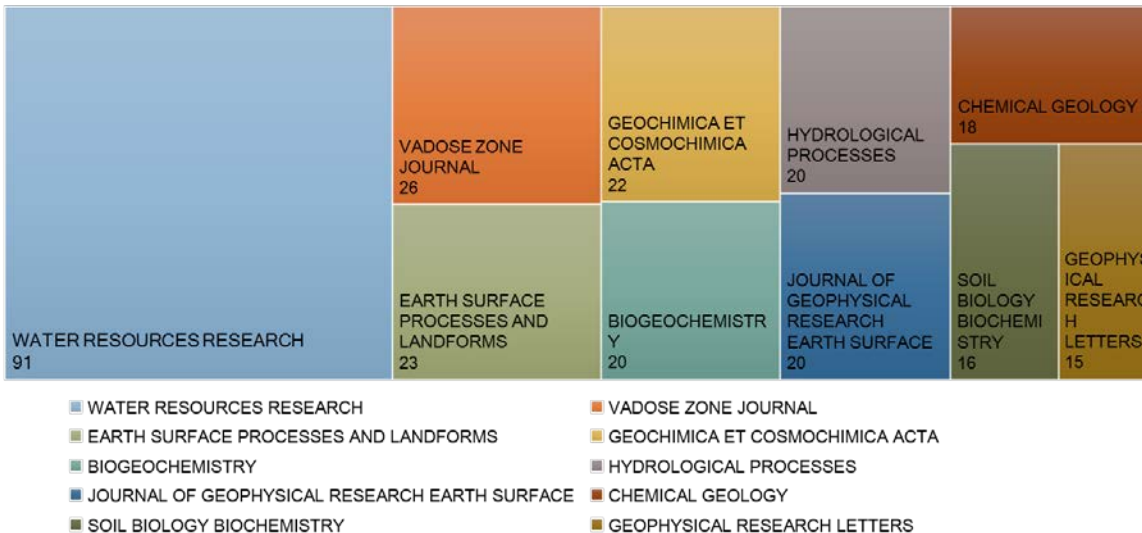 WATER RESOURCES RESEARCH
91
VADOSE ZONE
JOURNAL
26
EARTH SURFACE
PROCESSES AND
LANDFORMS
23
GEOCHIMICA ET
COSMOCHIMICA
ACTA
22
BIOGEOCHEMISTR
Y
20
HYDROLOGICAL
PROCESSES
20
JOURNAL OF
GEOPHYSICAL
RESEARCH
EARTH SURFACE
20
CHEMICAL GEOLOGY
18
SOIL
BIOLOGY
BIOCHEMI
STRY
16
GEOPHYS
ICAL
RESEARC
H
LETTERS
15
WATER RESOURCES RESEARCH
VADOSE ZONE JOURNAL
EARTH SURFACE PROCESSES AND LANDFORMS
GEOCHIMICA ET COSMOCHIMICA ACTA
BIOGEOCHEMISTRY
HYDROLOGICAL PROCESSES
JOURNAL OF GEOPHYSICAL RESEARCH EARTH SURFACE
CHEMICAL GEOLOGY
SOIL BIOLOGY BIOCHEMISTRY
GEOPHYSICAL RESEARCH LETTERS